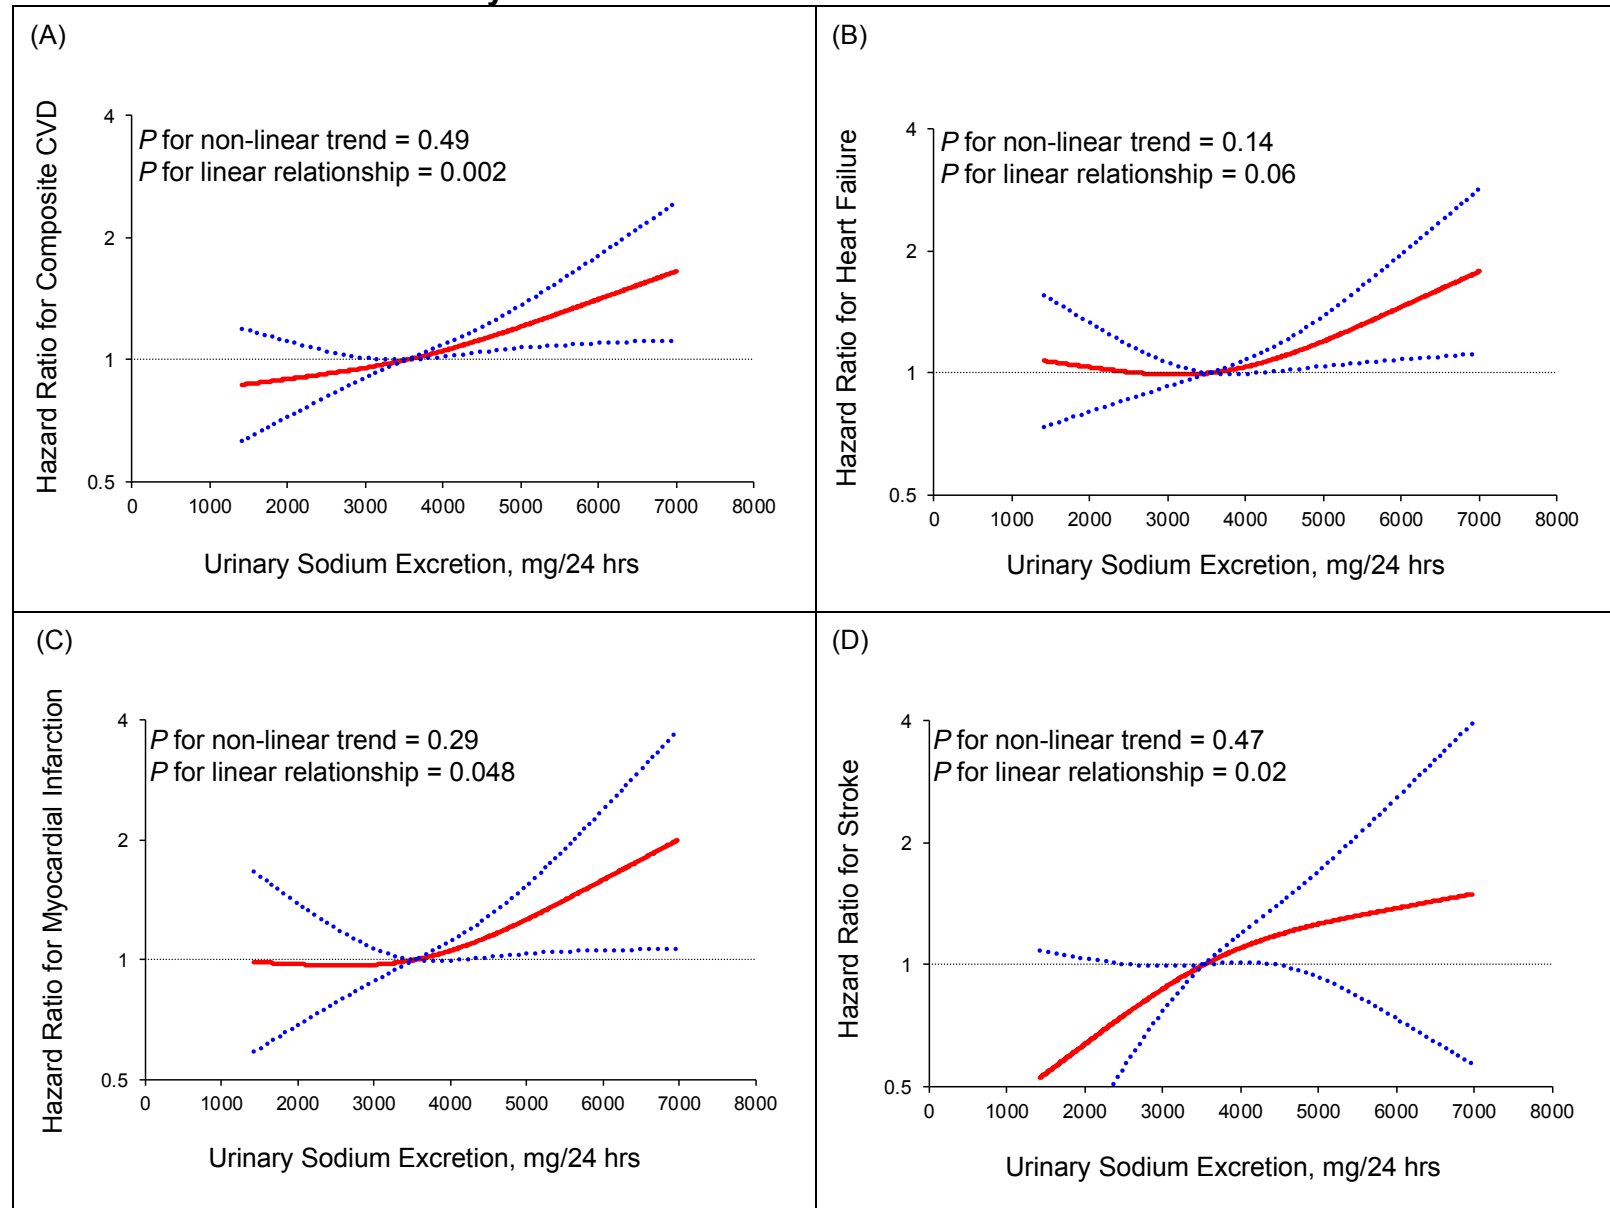 (A)
Hazard Ratio for Composite CVD
P for non-linear trend = 0.49
P for linear relationship = 0.002
4
2
1
0.5
0 1000 2000 3000 4000 5000 6000 7000 8000
Urinary Sodium Excretion, mg/24 hrs
(B)
Hazard Ratio for Heart Failure
P for non-linear trend = 0.14
P for linear relationship = 0.06
4
2
1
0.5
0 1000 2000 3000 4000 5000 6000 7000 8000
Urinary Sodium Excretion, mg/24 hrs
(C)
Hazard Ratio for Myocardial Infarction
P for non-linear trend = 0.29
P for linear relationship = 0.048
4
2
1
0.5
0 1000 2000 3000 4000 5000 6000 7000 8000
Urinary Sodium Excretion, mg/24 hrs
(D)
Hazard Ratio for Stroke
P for non-linear trend = 0.47
P for linear relationship = 0.02
4
2
1
0.5
0 1000 2000 3000 4000 5000 6000 7000 8000
Urinary Sodium Excretion, mg/24 hrs